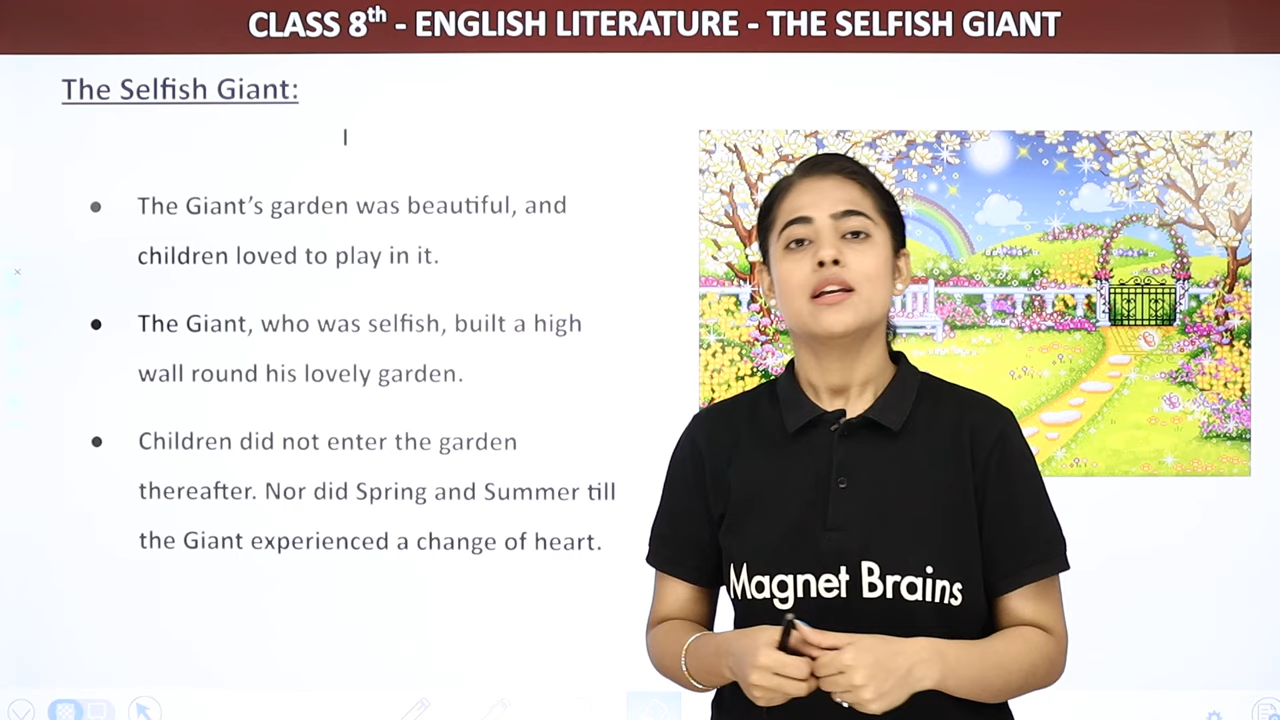 CLASS 8th - ENGLISH LITERATURE - THE SELFISH GIANT
The Selfish Giant:
I
• The Giant’s garden was beautiful, and
children loved to play in it.
• The Giant, who was selfish, built a high
wall round his lovely garden.
• Children did not enter the garden
thereafter. Nor did Spring and Summer till
the Giant experienced a change of heart.
Magnet Brains